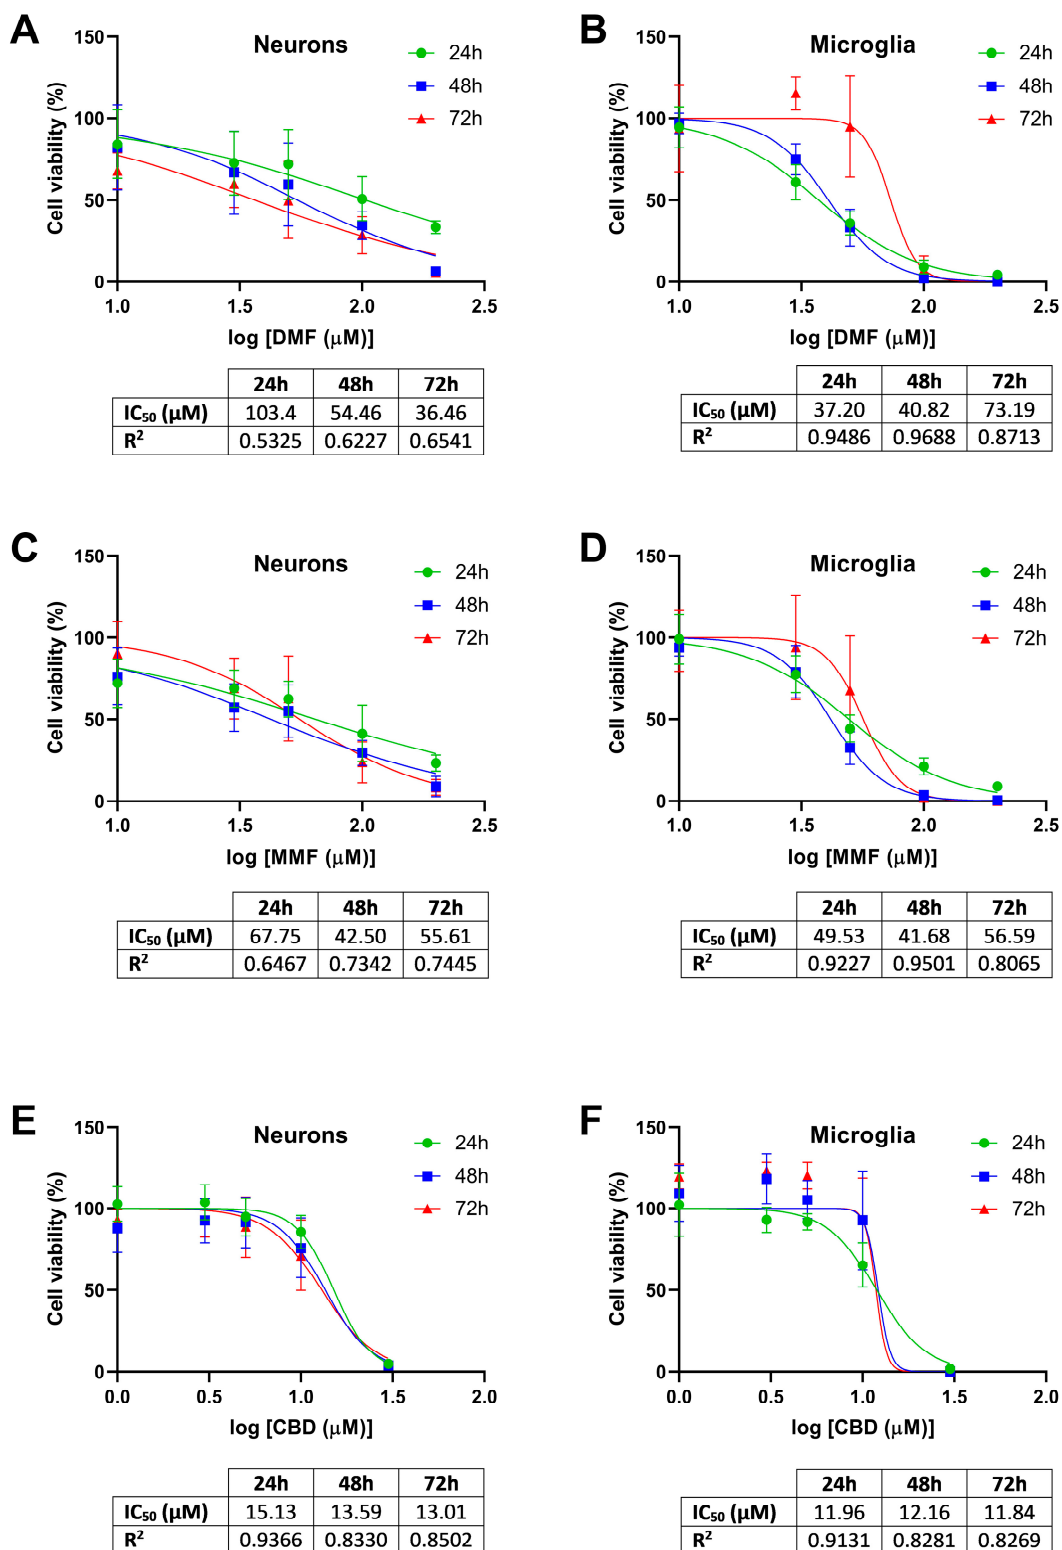 A
Neurons
24h
48h
72h
Cell viability (%)
150
100
50
0
1.0 1.5 2.0 2.5
log [DMF (μM)]
24h 48h 72h
IC₅₀ (μM) 103.4 54.46 36.46
R² 0.5325 0.6227 0.6541
B
Microglia
24h
48h
72h
Cell viability (%)
150
100
50
0
1.0 1.5 2.0 2.5
log [DMF (μM)]
24h 48h 72h
IC₅₀ (μM) 37.20 40.82 73.19
R² 0.9486 0.9688 0.8713
C
Neurons
24h
48h
72h
Cell viability (%)
150
100
50
0
1.0 1.5 2.0 2.5
log [MMF (μM)]
24h 48h 72h
IC₅₀ (μM) 67.75 42.50 55.61
R² 0.6467 0.7342 0.7445
D
Microglia
24h
48h
72h
Cell viability (%)
150
100
50
0
1.0 1.5 2.0 2.5
log [MMF (μM)]
24h 48h 72h
IC₅₀ (μM) 49.53 41.68 56.59
R² 0.9227 0.9501 0.8065
E
Neurons
24h
48h
72h
Cell viability (%)
150
100
50
0
0.0 0.5 1.0 1.5 2.0
log [CBD (μM)]
24h 48h 72h
IC₅₀ (μM) 15.13 13.59 13.01
R² 0.9366 0.8330 0.8502
F
Microglia
24h
48h
72h
Cell viability (%)
150
100
50
0
0.0 0.5 1.0 1.5 2.0
log [CBD (μM)]
24h 48h 72h
IC₅₀ (μM) 11.96 12.16 11.84
R² 0.9131 0.8281 0.8269